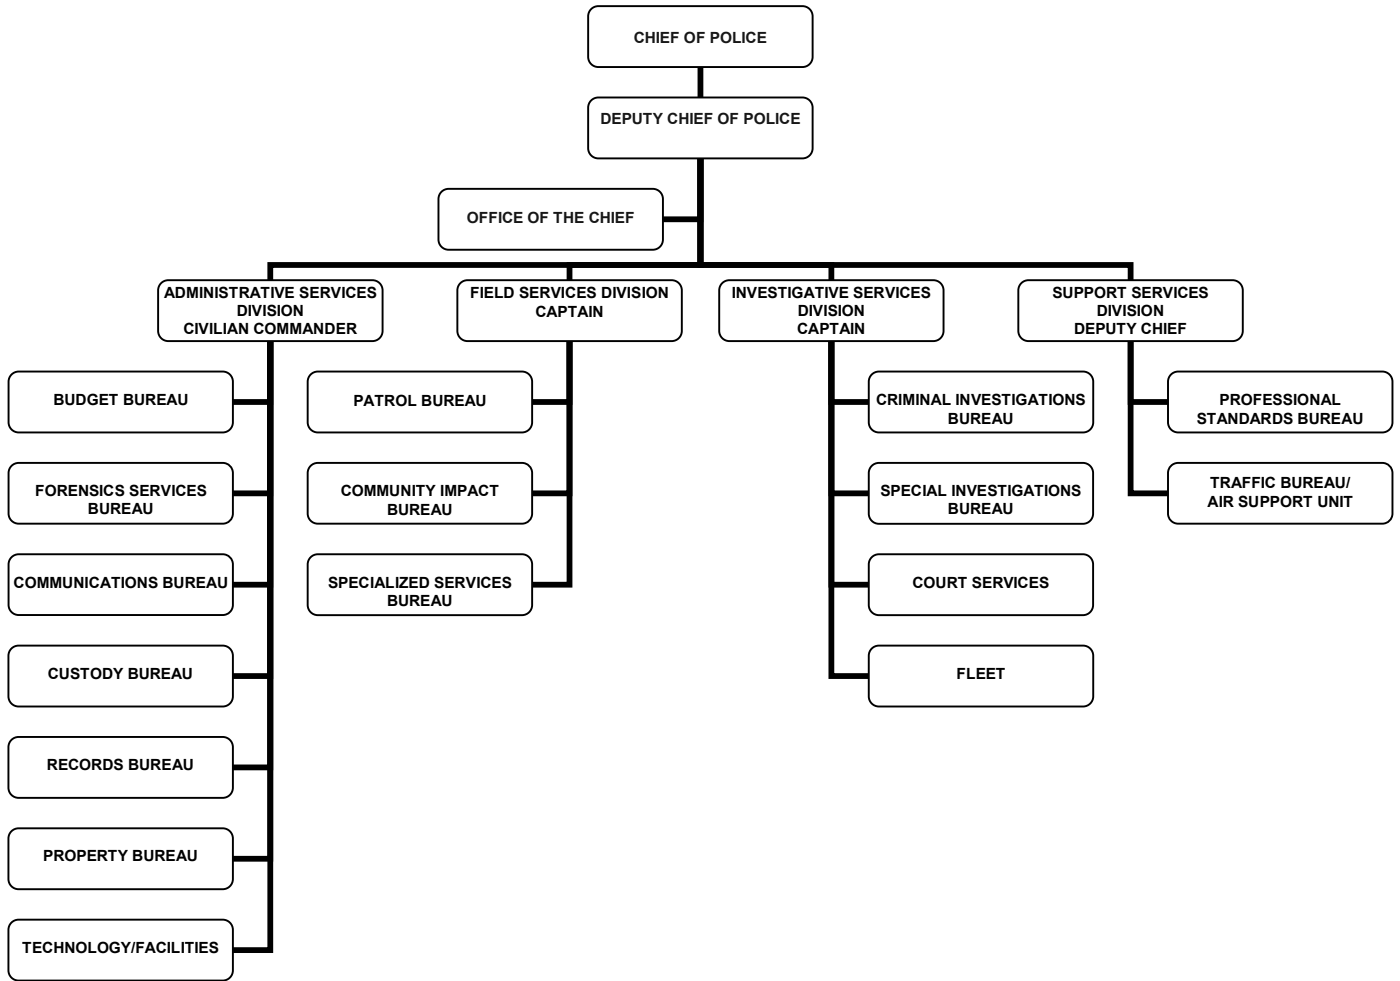 CHIEF OF POLICE
DEPUTY CHIEF OF POLICE
OFFICE OF THE CHIEF
ADMINISTRATIVE SERVICES
DIVISION
CIVILIAN COMMANDER
FIELD SERVICES DIVISION
CAPTAIN
INVESTIGATIVE SERVICES
DIVISION
CAPTAIN
SUPPORT SERVICES
DIVISION
DEPUTY CHIEF
BUDGET BUREAU
FORENSICS SERVICES
BUREAU
COMMUNICATIONS BUREAU
CUSTODY BUREAU
RECORDS BUREAU
PROPERTY BUREAU
TECHNOLOGY/FACILITIES
PATROL BUREAU
COMMUNITY IMPACT
BUREAU
SPECIALIZED SERVICES
BUREAU
CRIMINAL INVESTIGATIONS
BUREAU
SPECIAL INVESTIGATIONS
BUREAU
COURT SERVICES
FLEET
PROFESSIONAL
STANDARDS BUREAU
TRAFFIC BUREAU/
AIR SUPPORT UNIT